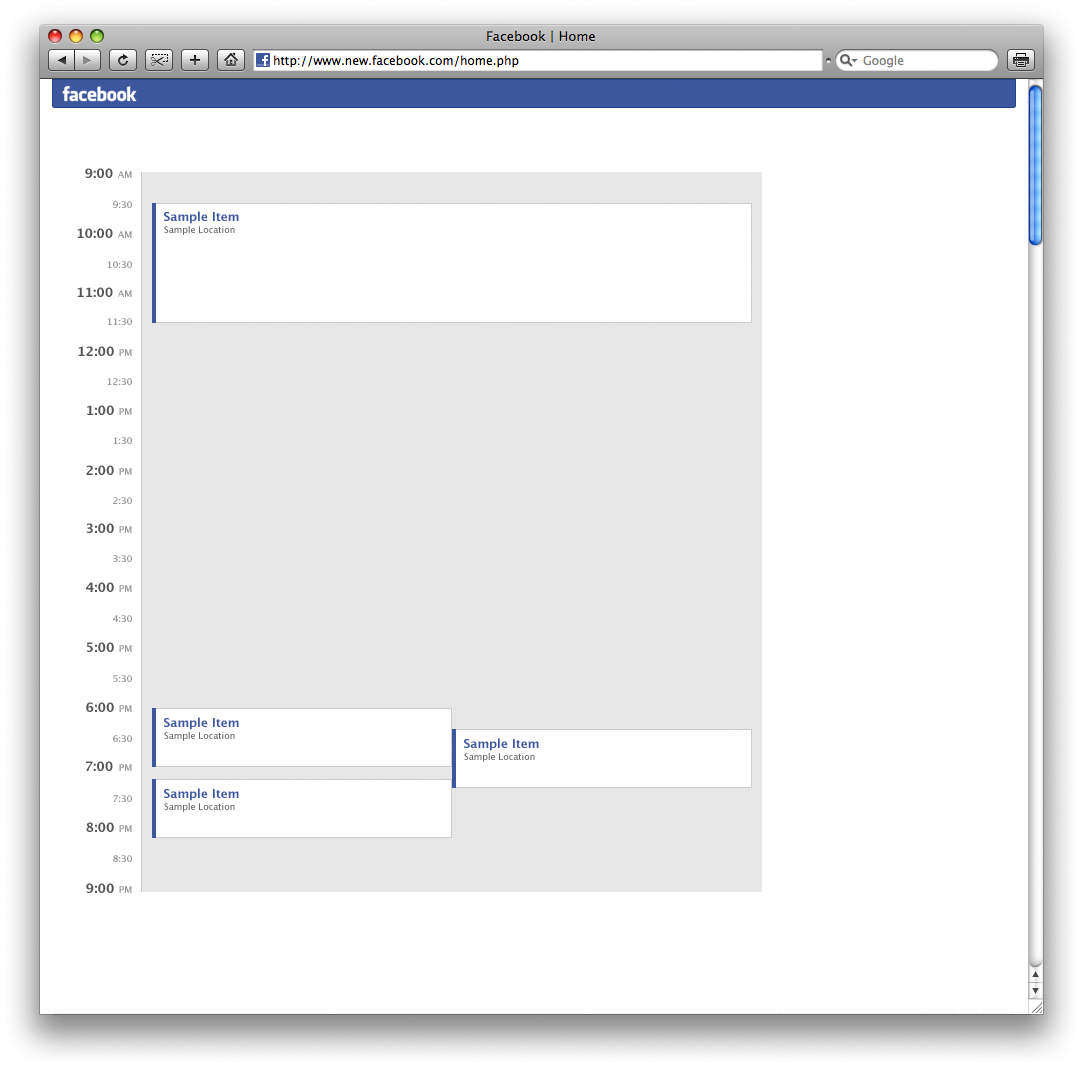 Facebook | Home
http://www.new.facebook.com/home.php
Google
facebook
9:00 AM
9:30
Sample Item
Sample Location
10:00 AM
10:30
11:00 AM
11:30
12:00 PM
12:30
1:00 PM
1:30
2:00 PM
2:30
3:00 PM
3:30
4:00 PM
4:30
5:00 PM
5:30
6:00 PM
Sample Item
Sample Location
6:30
Sample Item
Sample Location
7:00 PM
Sample Item
Sample Location
7:30
8:00 PM
8:30
9:00 PM